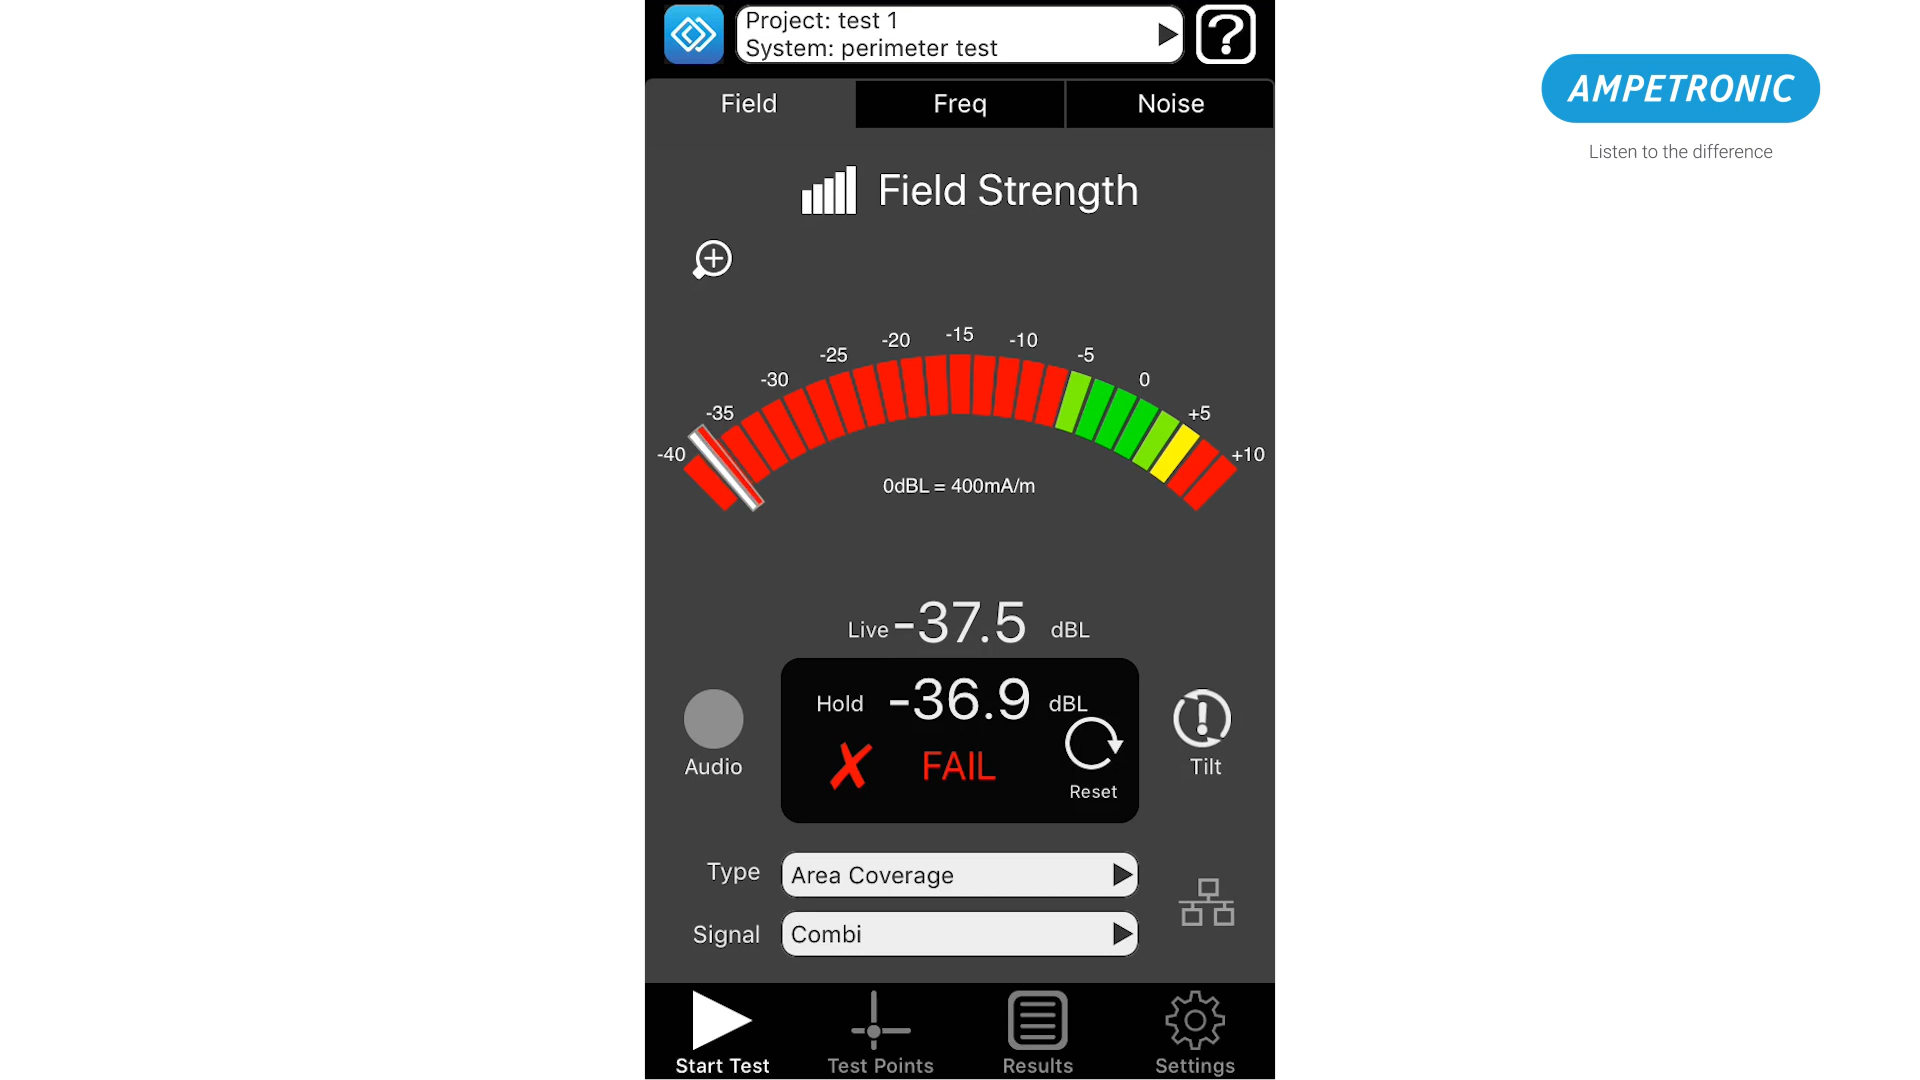 Project: test 1
System: perimeter test
?
AMPETRONIC
Listen to the difference
Field
Freq
Noise
Field Strength
-40
-35
-30
-25
-20
-15
-10
-5
0
+5
+10
0dBL = 400mA/m
Live -37.5 dBL
Hold -36.9 dBL
✗ FAIL
Reset
Audio
Tilt
Type Area Coverage
Signal Combi
Start Test
Test Points
Results
Settings